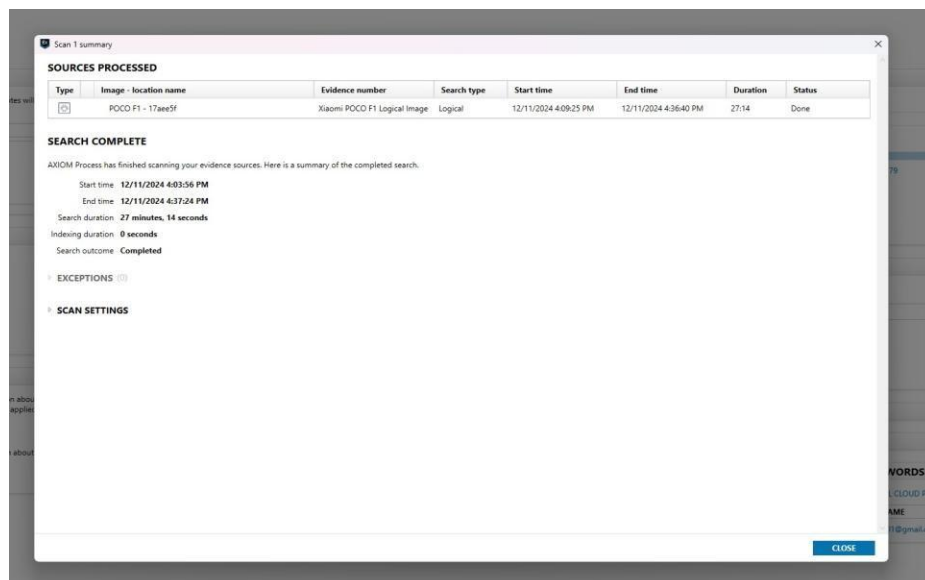 Scan 1 summary
SOURCES PROCESSED
Type Image - location name Evidence number Search type Start time End time Duration Status
POCO F1 - 17aee5f Xiaomi POCO F1 Logical Image Logical 12/11/2024 4:09:25 PM 12/11/2024 4:36:40 PM 27:14 Done
SEARCH COMPLETE
AXIOM Process has finished scanning your evidence sources. Here is a summary of the completed search.
Start time 12/11/2024 4:03:56 PM
End time 12/11/2024 4:37:24 PM
Search duration 27 minutes, 14 seconds
Indexing duration 0 seconds
Search outcome Completed
EXCEPTIONS (0)
SCAN SETTINGS
applied
about
WORDS
CLOUD
CLOSE